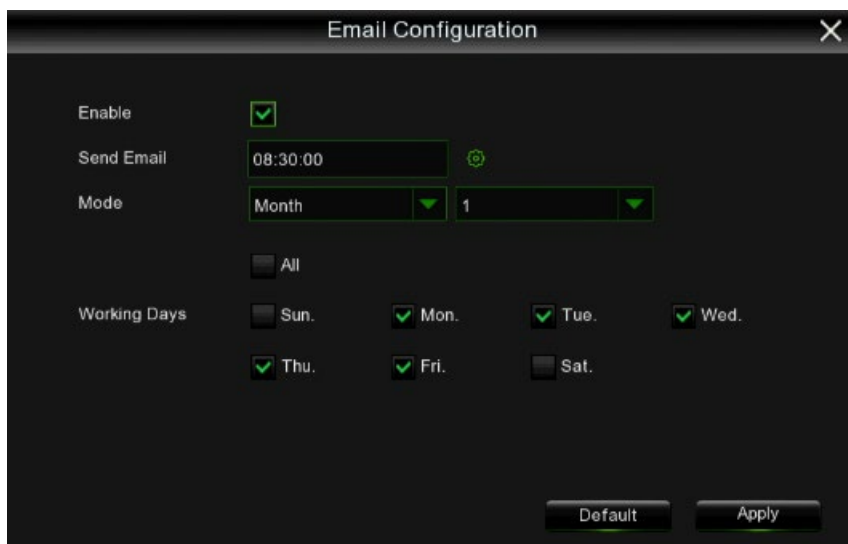 Email Configuration
Enable
Send Email 08:30:00
Mode Month 1
All
Working Days Sun. Mon. Tue. Wed.
Thu. Fri. Sat.
Default Apply